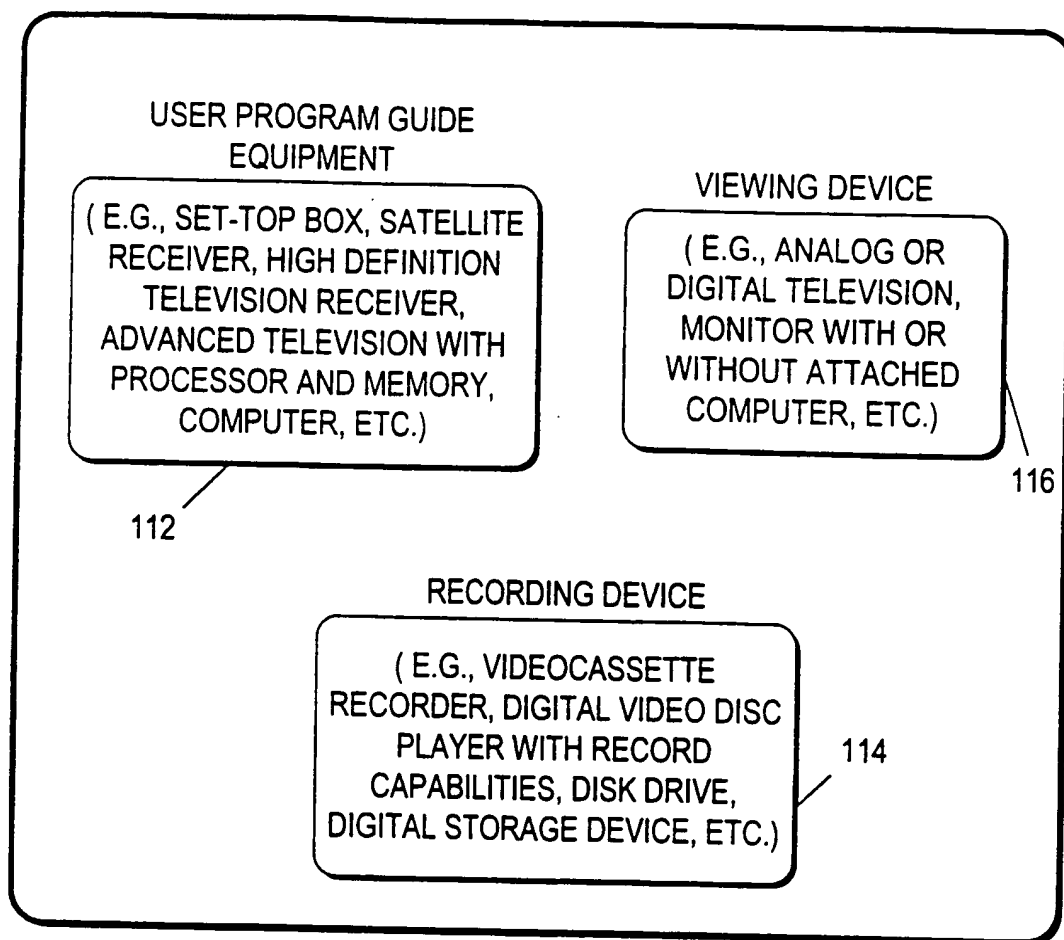 USER PROGRAM GUIDE
EQUIPMENT
( E.G., SET-TOP BOX, SATELLITE
RECEIVER, HIGH DEFINITION
TELEVISION RECEIVER,
ADVANCED TELEVISION WITH
PROCESSOR AND MEMORY,
COMPUTER, ETC.)
112
VIEWING DEVICE
( E.G., ANALOG OR
DIGITAL TELEVISION,
MONITOR WITH OR
WITHOUT ATTACHED
COMPUTER, ETC.)
116
RECORDING DEVICE
( E.G., VIDEOCASSETTE
RECORDER, DIGITAL VIDEO DISC
PLAYER WITH RECORD
CAPABILITIES, DISK DRIVE,
DIGITAL STORAGE DEVICE, ETC.)
114